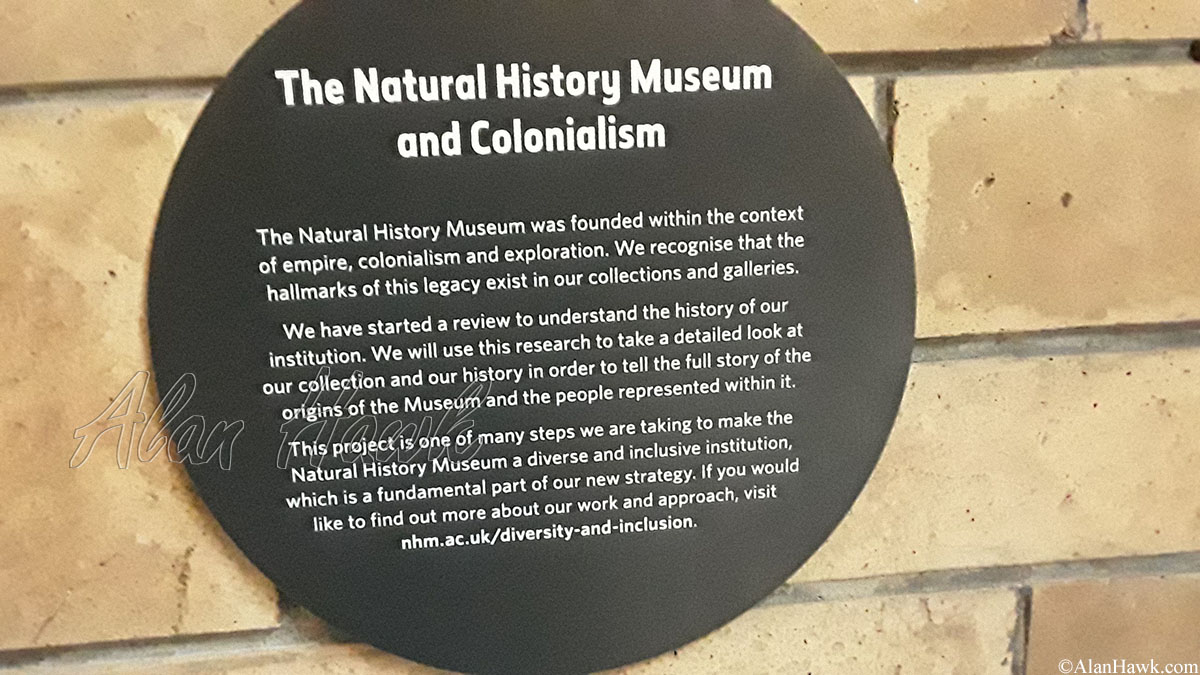 The Natural History Museum
and Colonialism
The Natural History Museum was founded within the context
of empire, colonialism and exploration. We recognise that the
hallmarks of this legacy exist in our collections and galleries.
We have started a review to understand the history of our
institution. We will use this research to take a detailed look at
our collection and our history in order to tell the full story of the
origins of the Museum and the people represented within it.
This project is one of many steps we are taking to make the
Natural History Museum a diverse and inclusive institution,
which is a fundamental part of our new strategy. If you would
like to find out more about our work and approach, visit
nhm.ac.uk/diversity-and-inclusion.
Alan Hawk
©AlanHawk.com